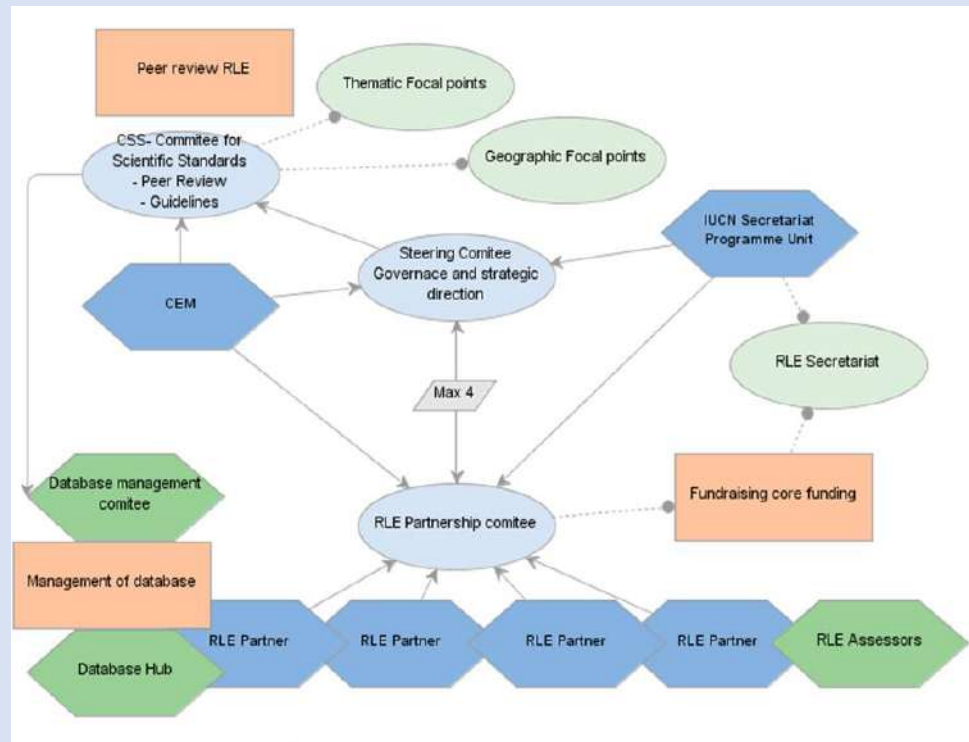 Peer review RLE
Thematic Focal points
CSS- Commitee for
Scientific Standards
- Peer Review
- Guidelines
Geographic Focal points
IUCN Secretariat
Programme Unit
Steering Comitee
Governace and strategic
direction
CEM
RLE Secretariat
Max 4
Database management
comitee
Fundraising core funding
RLE Partnership comitee
Management of database
RLE Partner
RLE Partner
RLE Partner
RLE Partner
RLE Assessors
Database Hub